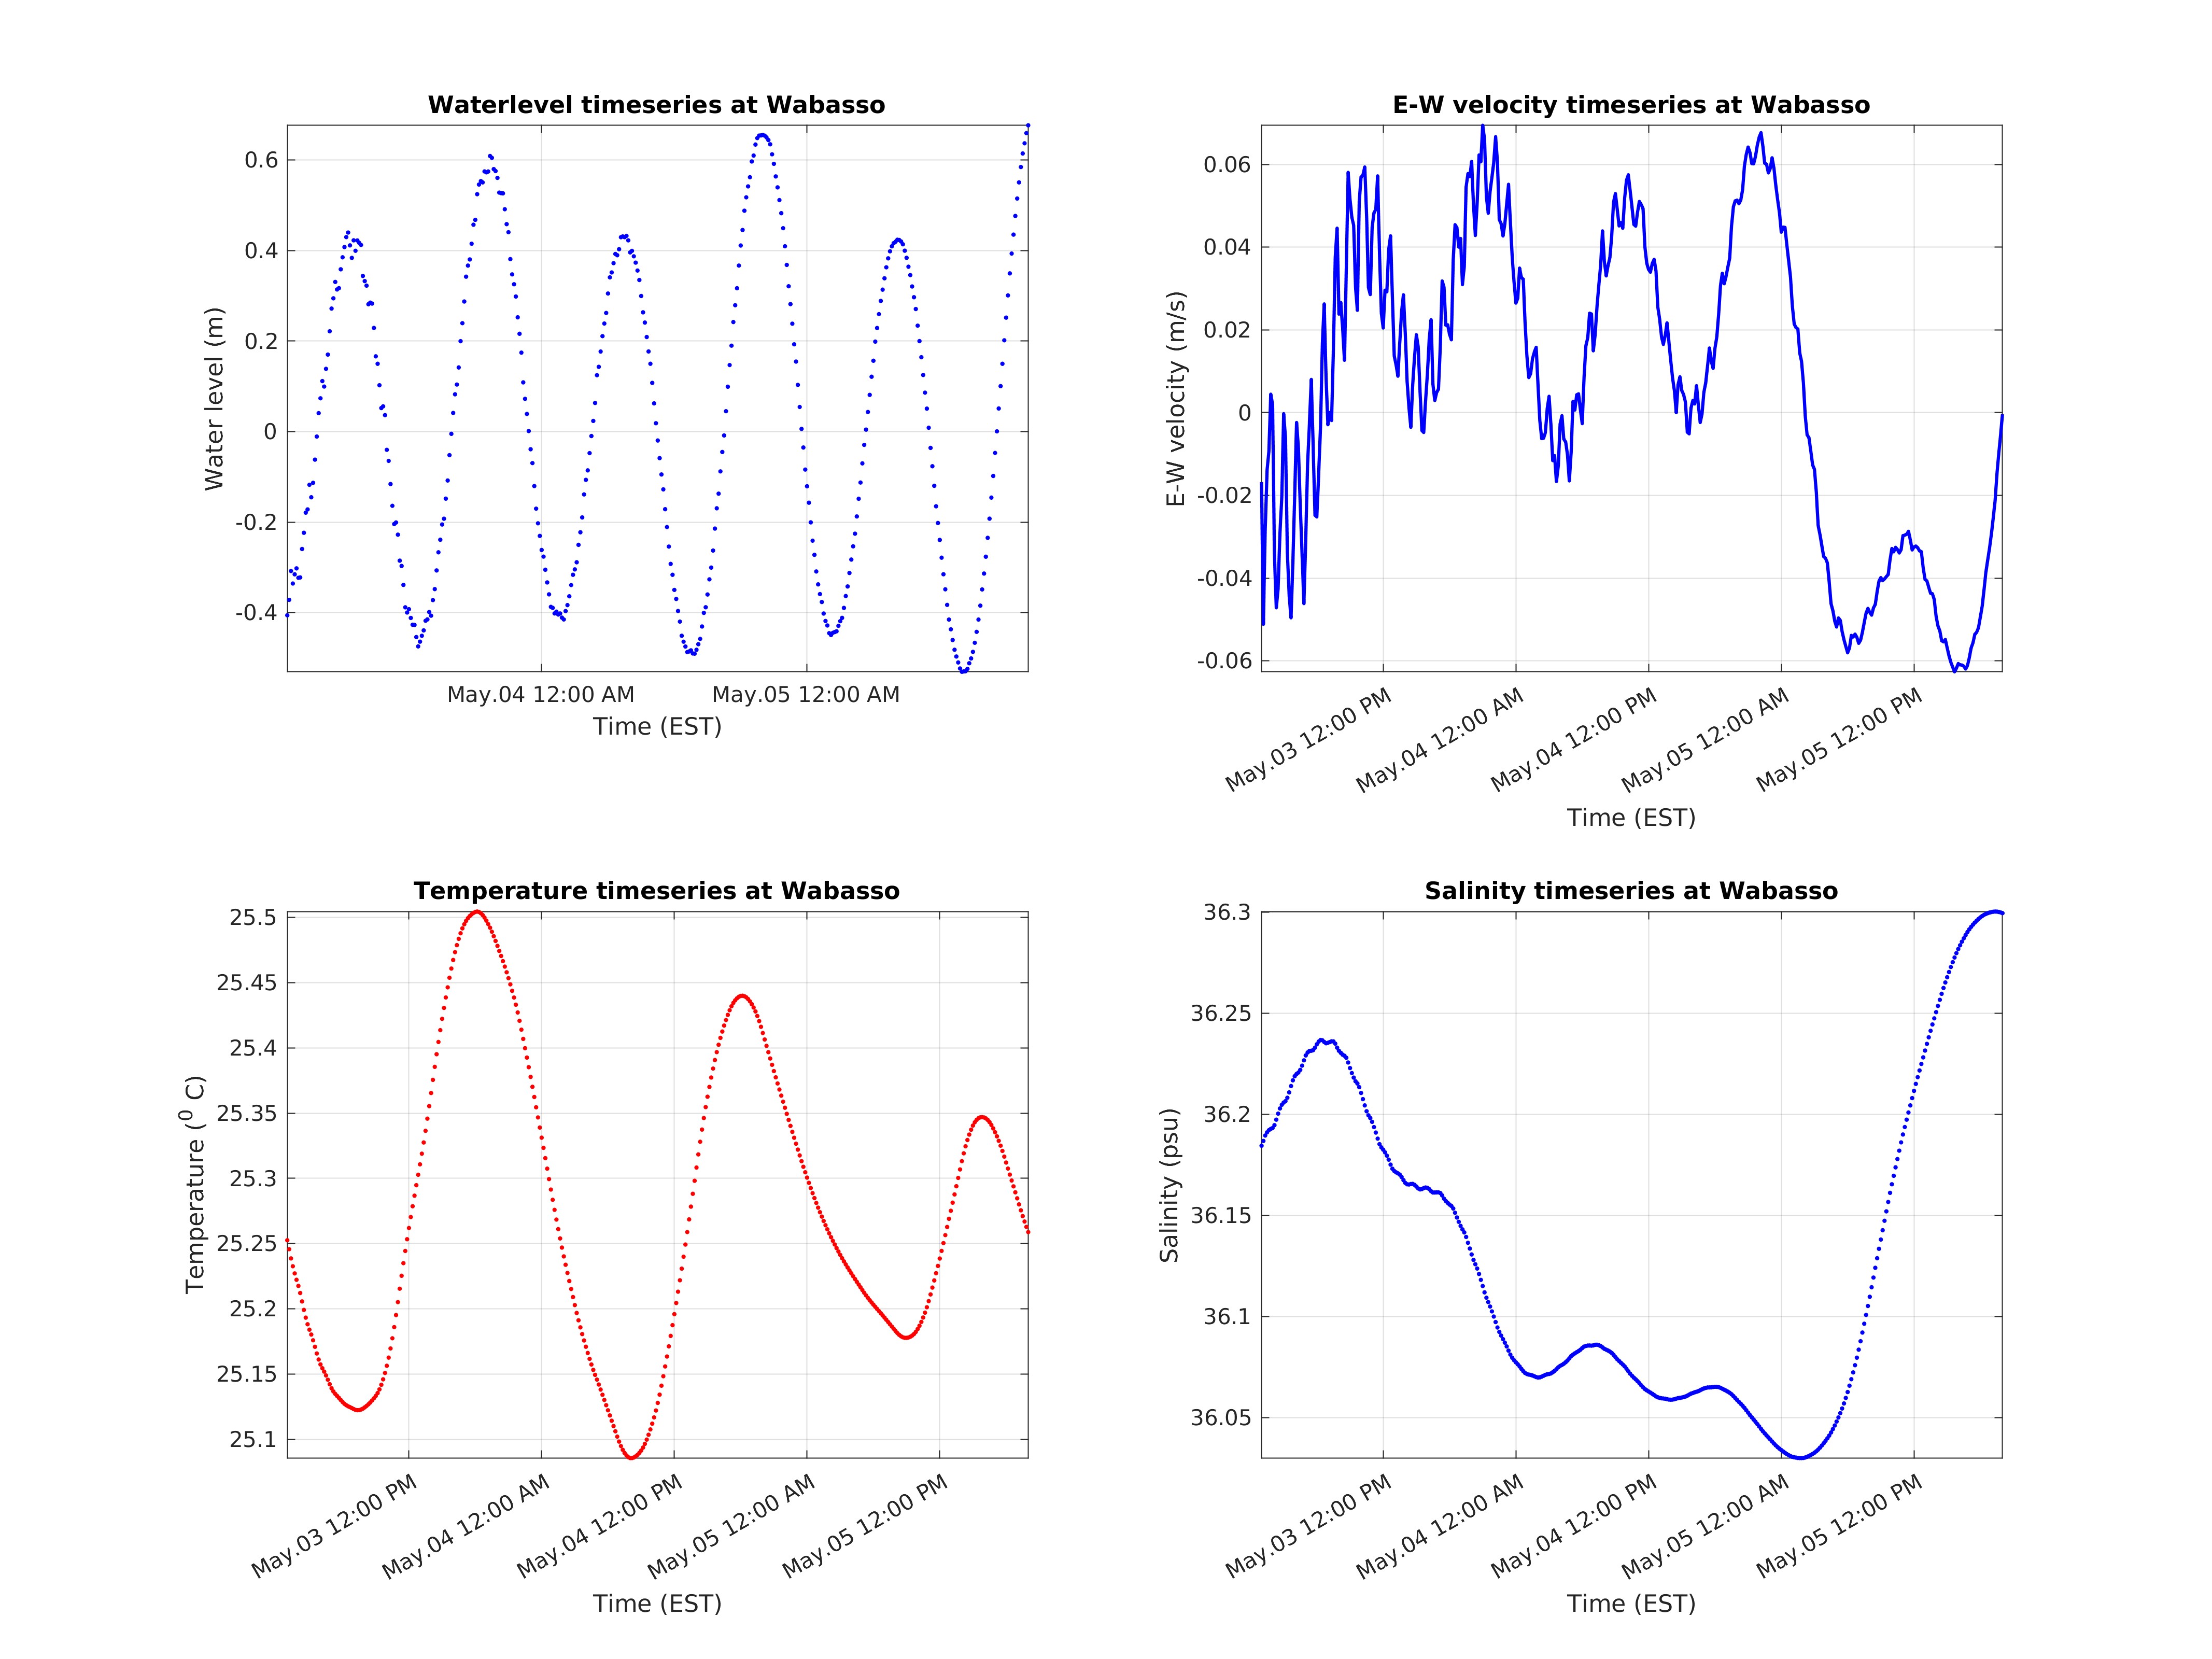 Waterlevel timeseries at Wabasso
0.6
0.4
0.2
0
-0.2
-0.4
Water level (m)
May.04 12:00 AM
May.05 12:00 AM
Time (EST)
E-W velocity timeseries at Wabasso
0.06
0.04
0.02
0
-0.02
-0.04
-0.06
E-W velocity (m/s)
May.03 12:00 PM
May.04 12:00 AM
May.04 12:00 PM
May.05 12:00 AM
May.05 12:00 PM
Time (EST)
Temperature timeseries at Wabasso
25.5
25.45
25.4
25.35
25.3
25.25
25.2
25.15
25.1
Temperature (⁰ C)
May.03 12:00 PM
May.04 12:00 AM
May.04 12:00 PM
May.05 12:00 AM
May.05 12:00 PM
Time (EST)
Salinity timeseries at Wabasso
36.3
36.25
36.2
36.15
36.1
36.05
Salinity (psu)
May.03 12:00 PM
May.04 12:00 AM
May.04 12:00 PM
May.05 12:00 AM
May.05 12:00 PM
Time (EST)